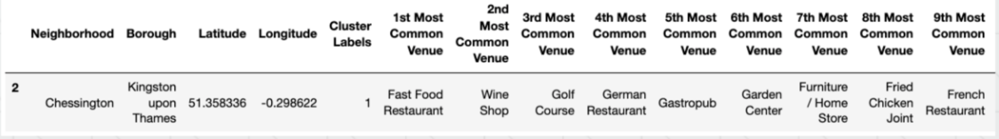 Neighborhood Borough Latitude Longitude Cluster Labels 1st Most Common Venue 2nd Most Common Venue 3rd Most Common Venue 4th Most Common Venue 5th Most Common Venue 6th Most Common Venue 7th Most Common Venue 8th Most Common Venue 9th Most Common Venue
2 Chessington Kingston upon Thames 51.358336 -0.298622 1 Fast Food Restaurant Wine Shop Golf Course German Restaurant Gastropub Garden Center Furniture / Home Store Fried Chicken Joint French Restaurant